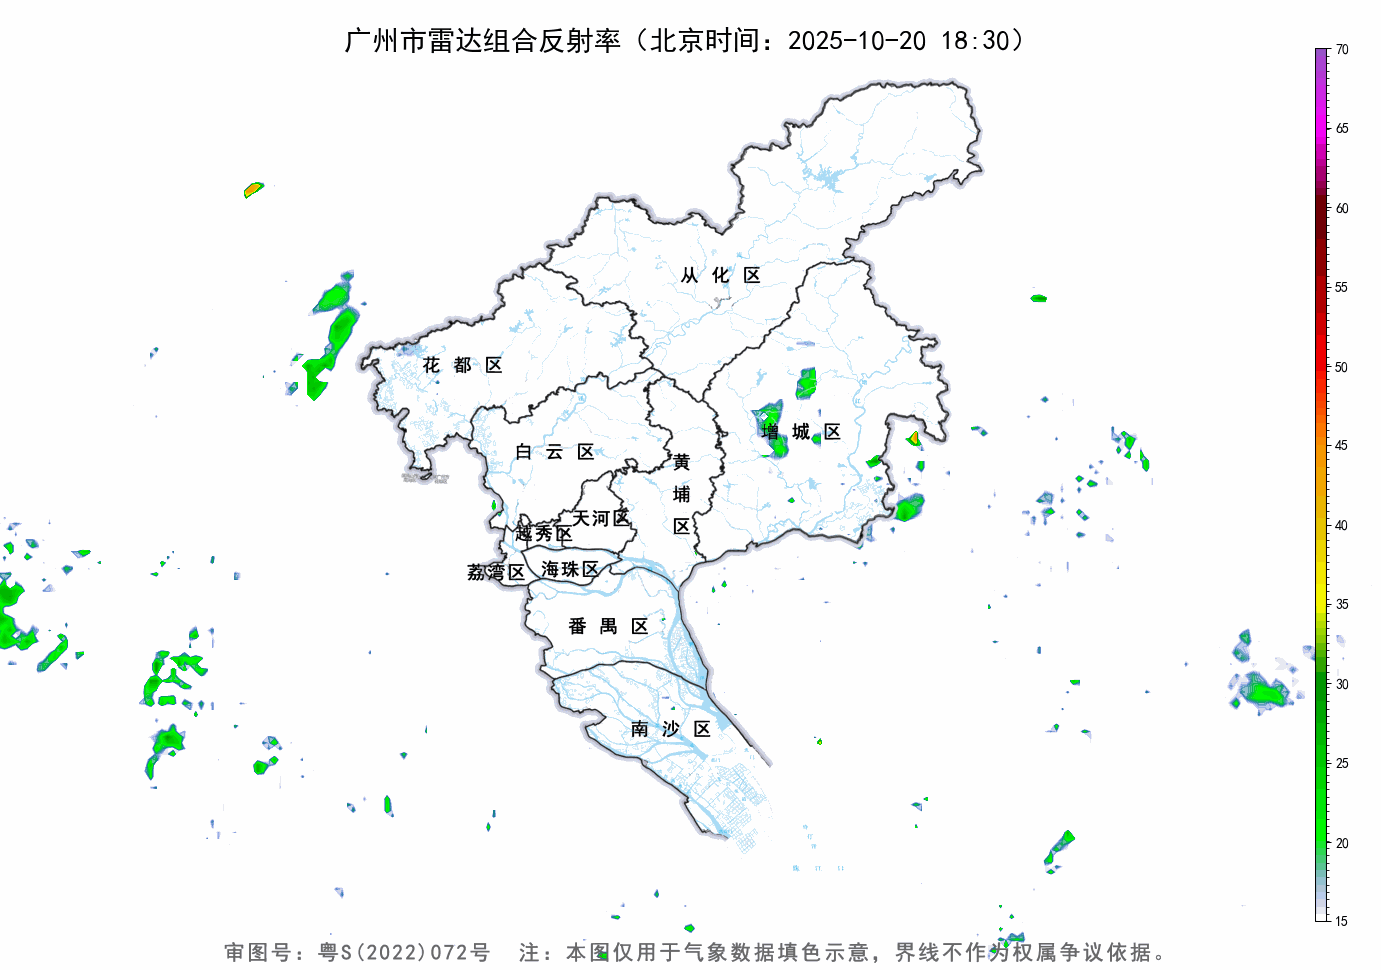 广州市雷达组合反射率（北京时间：2025-10-20 18:30）
70
65
60
55
50
45
40
35
30
25
20
15
从化区
花都区
增城区
白云区
黄埔区
天河区
越秀区
荔湾区
海珠区
番禺区
南沙区
审图号：粤S(2022)072号 注：本图仅用于气象数据填色示意，界线不作为权属争议依据。